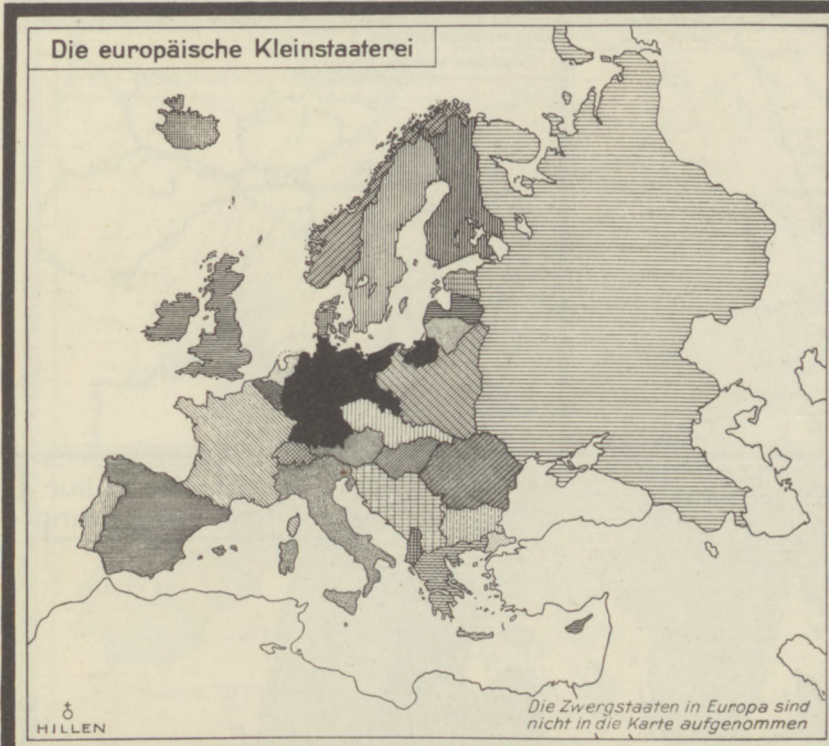 Die europäische Kleinstaaterei
Die Zwergstaaten in Europa sind
nicht in die Karte aufgenommen
HILLEN